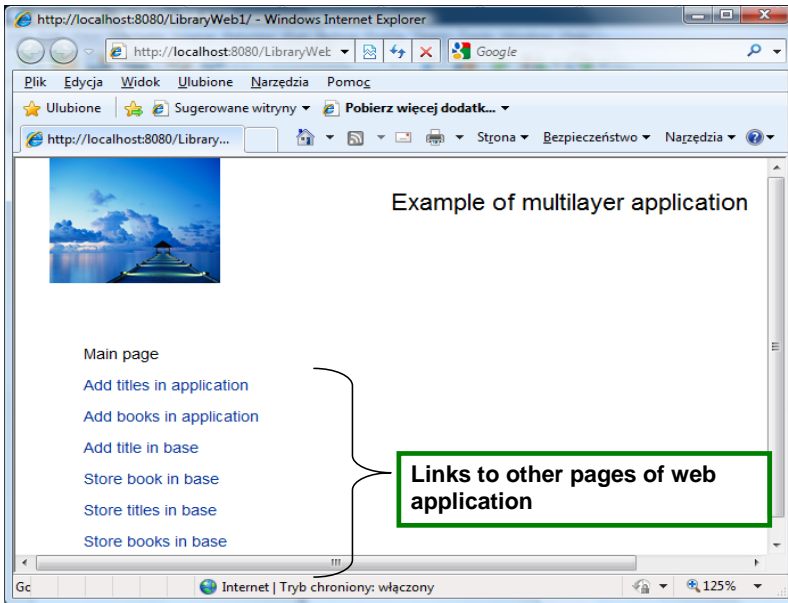 http://localhost:8080/LibraryWeb1/ - Windows Internet Explorer
http://localhost:8080/LibraryWeb
Google
Plik Edycja Widok Ulubione Narzędzia Pomoc
Ulubione Sugerowane witryny Pobierz więcej dodatk...
http://localhost:8080/Library... Strona Bezpieczeństwo Narzędzia
Example of multilayer application
Main page
Add titles in application
Add books in application
Add title in base
Store book in base
Store titles in base
Store books in base
Links to other pages of web
application
Internet | Tryb chroniony: włączony 125%